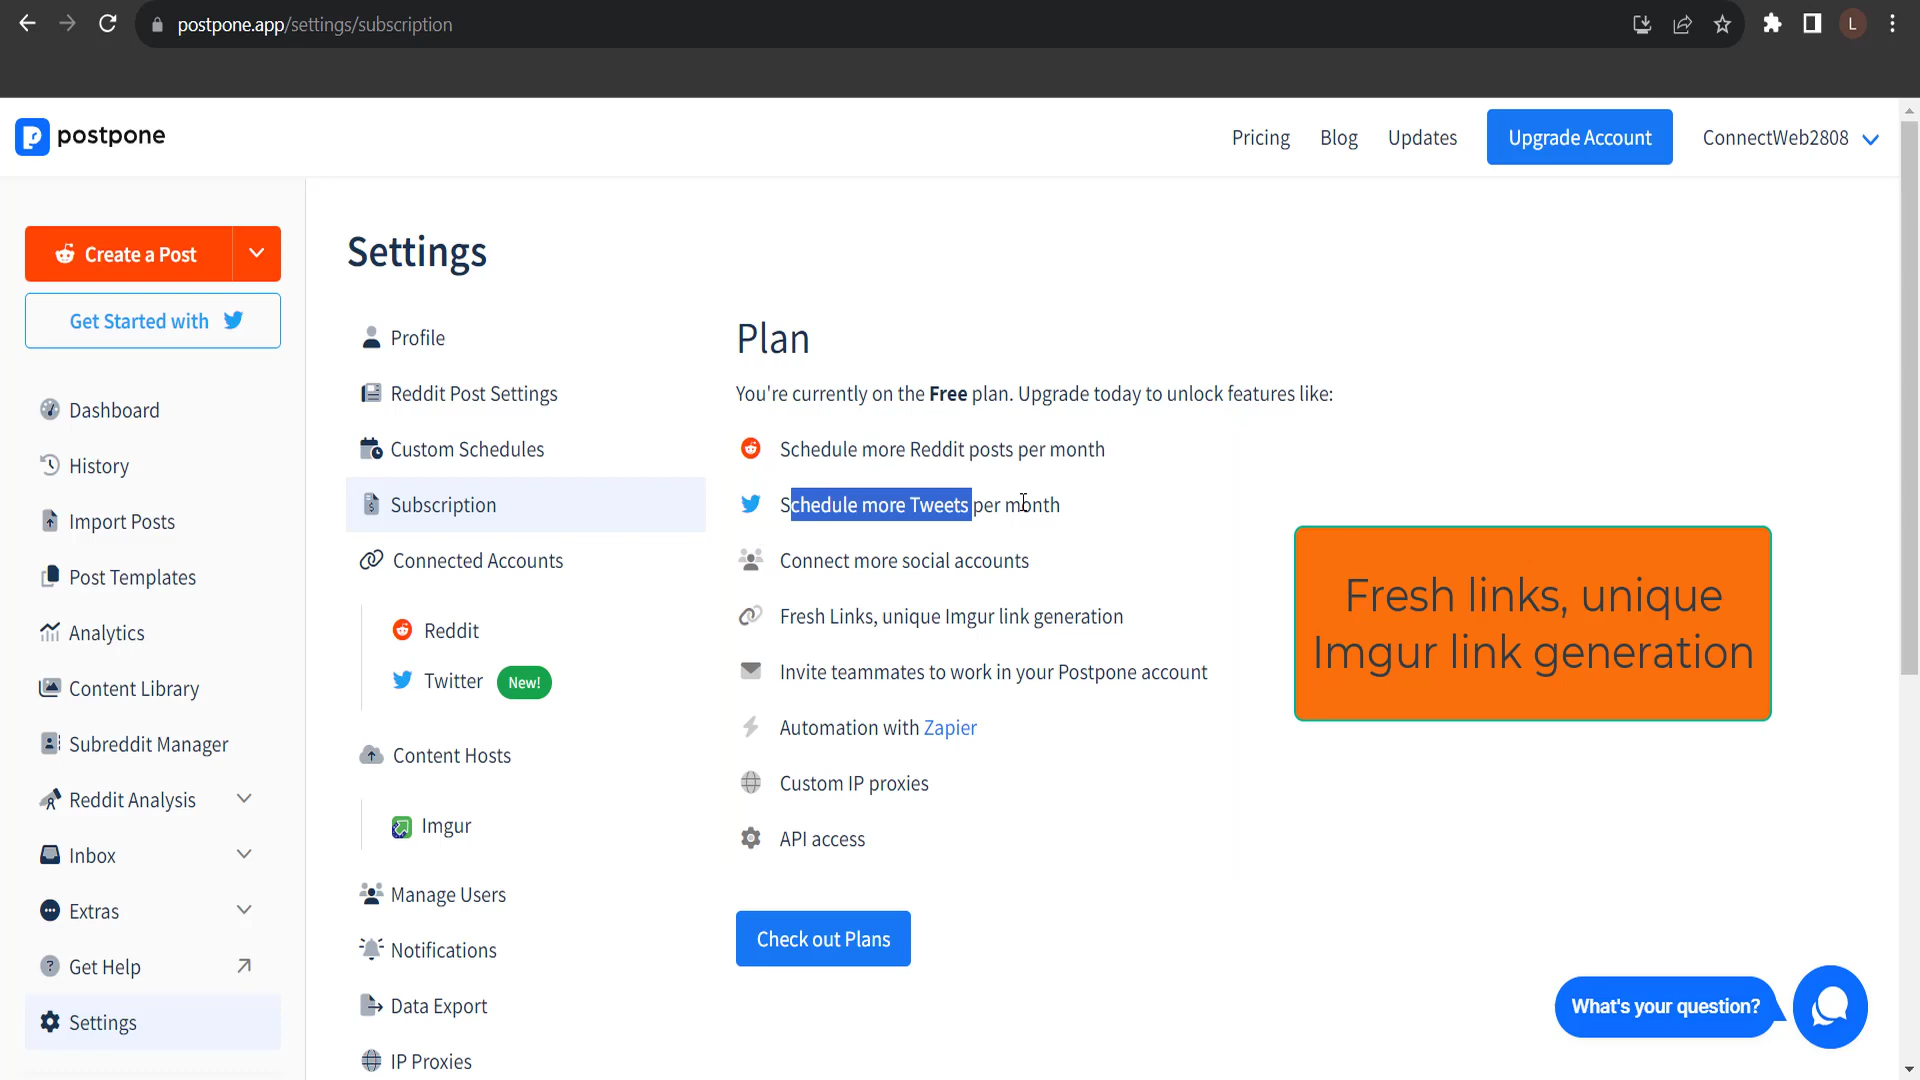 postpone.app/settings/subscription
L
postpone
Pricing
Blog
Updates
Upgrade Account
ConnectWeb2808
Create a Post
Get Started with
Dashboard
History
Import Posts
Post Templates
Analytics
Content Library
Subreddit Manager
Reddit Analysis
Inbox
Extras
Get Help
Settings
Settings
Profile
Reddit Post Settings
Custom Schedules
Subscription
Connected Accounts
Reddit
Twitter New!
Content Hosts
Imgur
Manage Users
Notifications
Data Export
IP Proxies
Plan
You're currently on the Free plan. Upgrade today to unlock features like:
Schedule more Reddit posts per month
Schedule more Tweets per month
Connect more social accounts
Fresh Links, unique Imgur link generation
Invite teammates to work in your Postpone account
Automation with Zapier
Custom IP proxies
API access
Check out Plans
Fresh links, unique
Imgur link generation
What's your question?